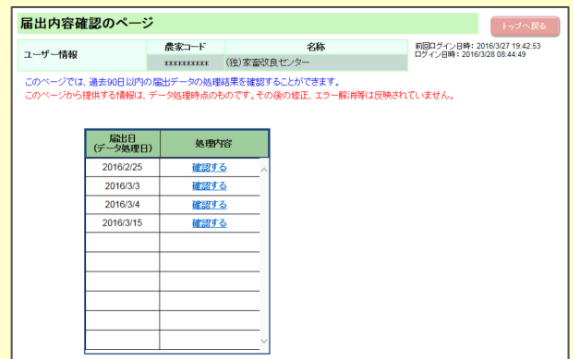 届出内容確認のページ
トップへ戻る
ユーザー情報
農家コード
名称
**********
(独)家畜改良センター
前回ログイン日時：2016/3/27 19:42:53
ログイン日時：2016/3/28 08:44:49
このページでは、過去90日以内の届出データの処理結果を確認することができます。
このページから提供する情報は、データ処理時点のものです。その後の修正、エラー解消等は反映されていません。
届出日
(データ処理日)
処理内容
2016/2/25 確認する
2016/3/3 確認する
2016/3/4 確認する
2016/3/15 確認する